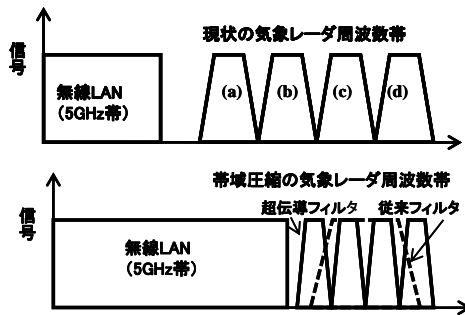 現状の気象レーダ周波数帯
信号
無線LAN
（5GHz帯）
(a)
(b)
(c)
(d)
帯域圧縮の気象レーダ周波数帯
超伝導フィルタ
従来フィルタ
信号
無線LAN
（5GHz帯）